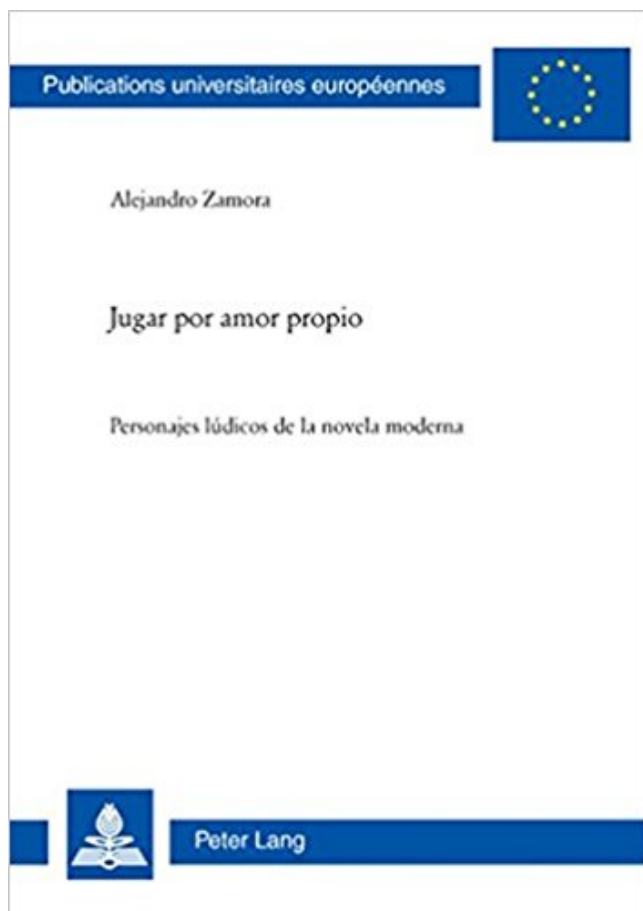 Publications universitaires européennes
Alejandro Zamora
Jugar por amor propio
Personajes lúdicos de la novela moderna
Peter Lang